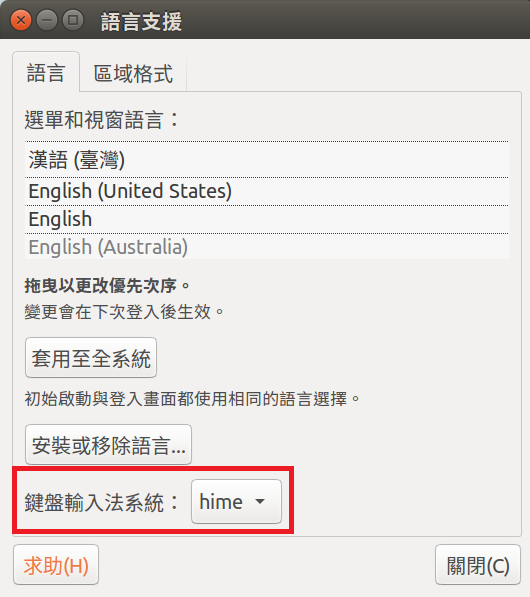 語言支援
語言 區域格式
選單和視窗語言：
漢語 (臺灣)
English (United States)
English
English (Australia)
拖曳以更改優先次序。
變更會在下次登入後生效。
套用至全系統
初始啟動與登入畫面都使用相同的語言選擇。
安裝或移除語言...
鍵盤輸入法系統： hime
求助(H) 關閉(C)